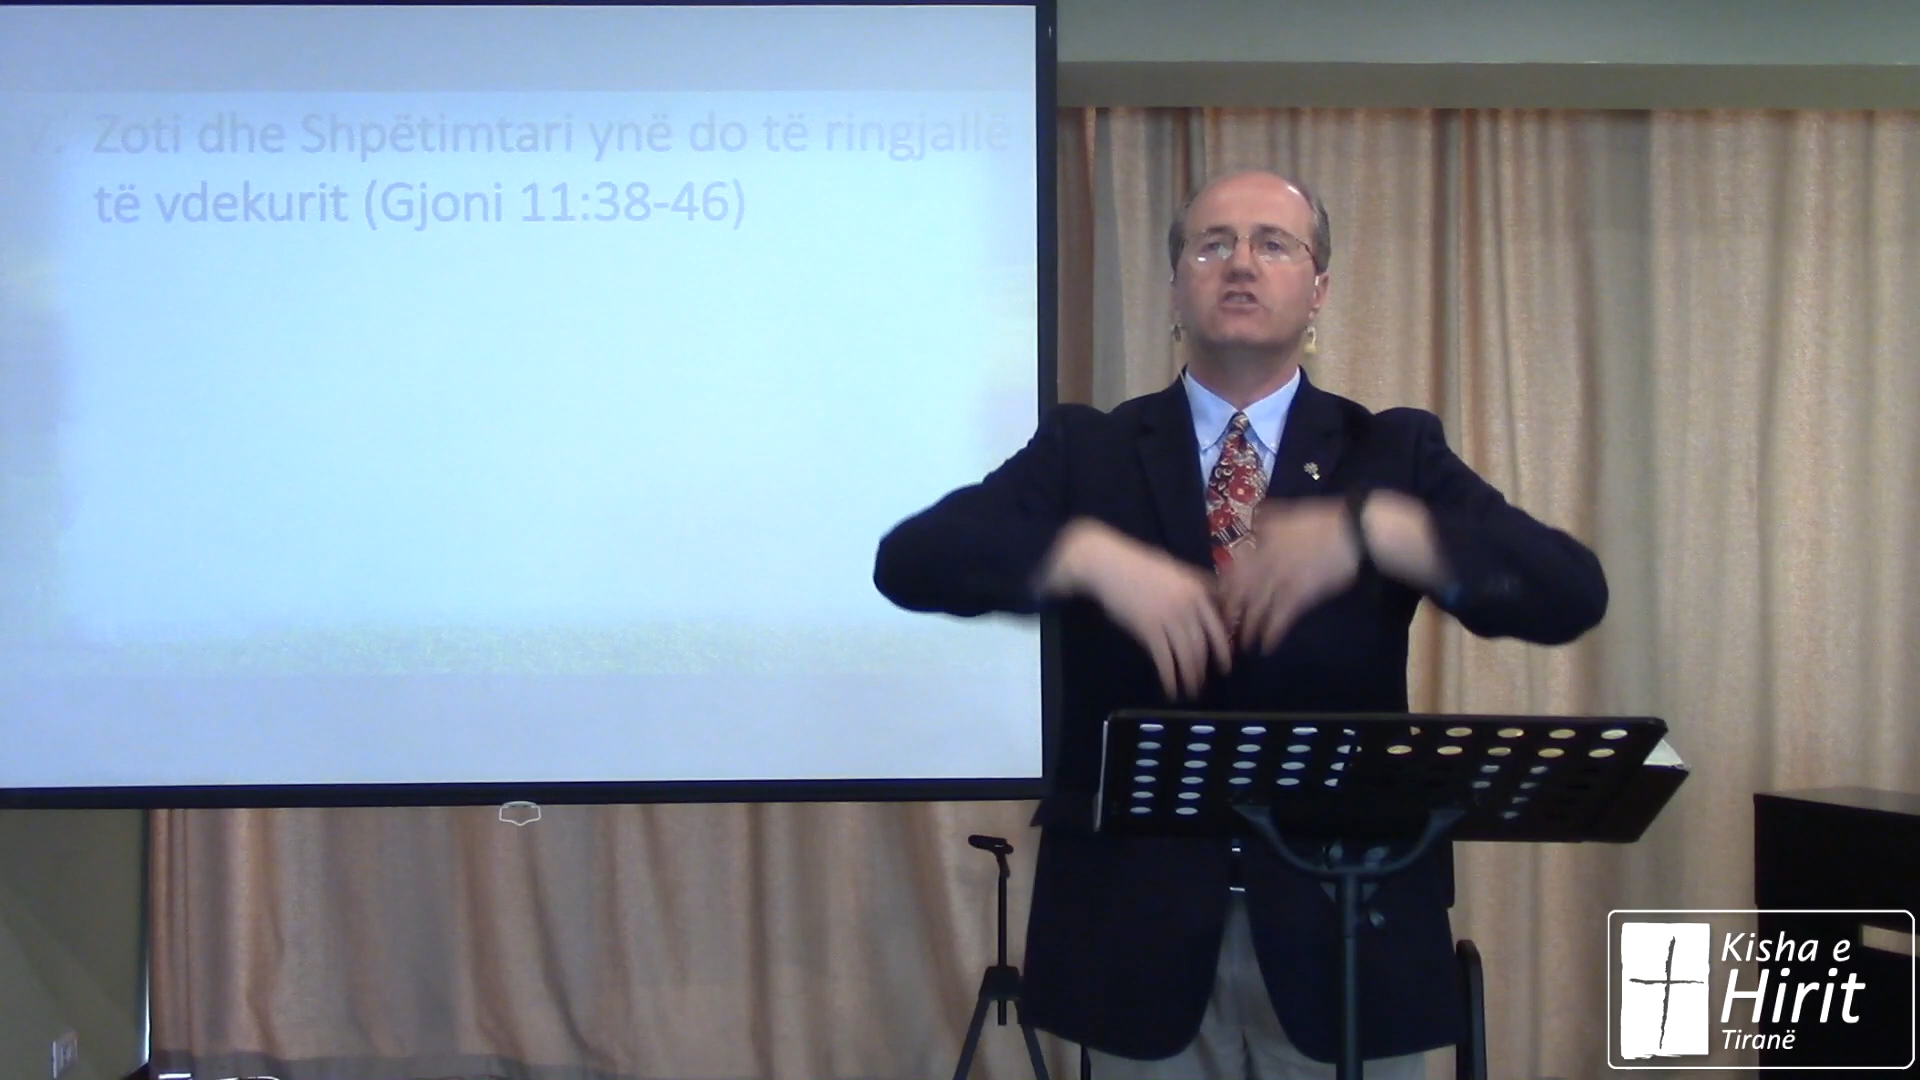 Zoti dhe Shpëtimtari ynë do të ringjallë
të vdekurit (Gjoni 11:38-46)
Kisha e
Hirit
Tiranë